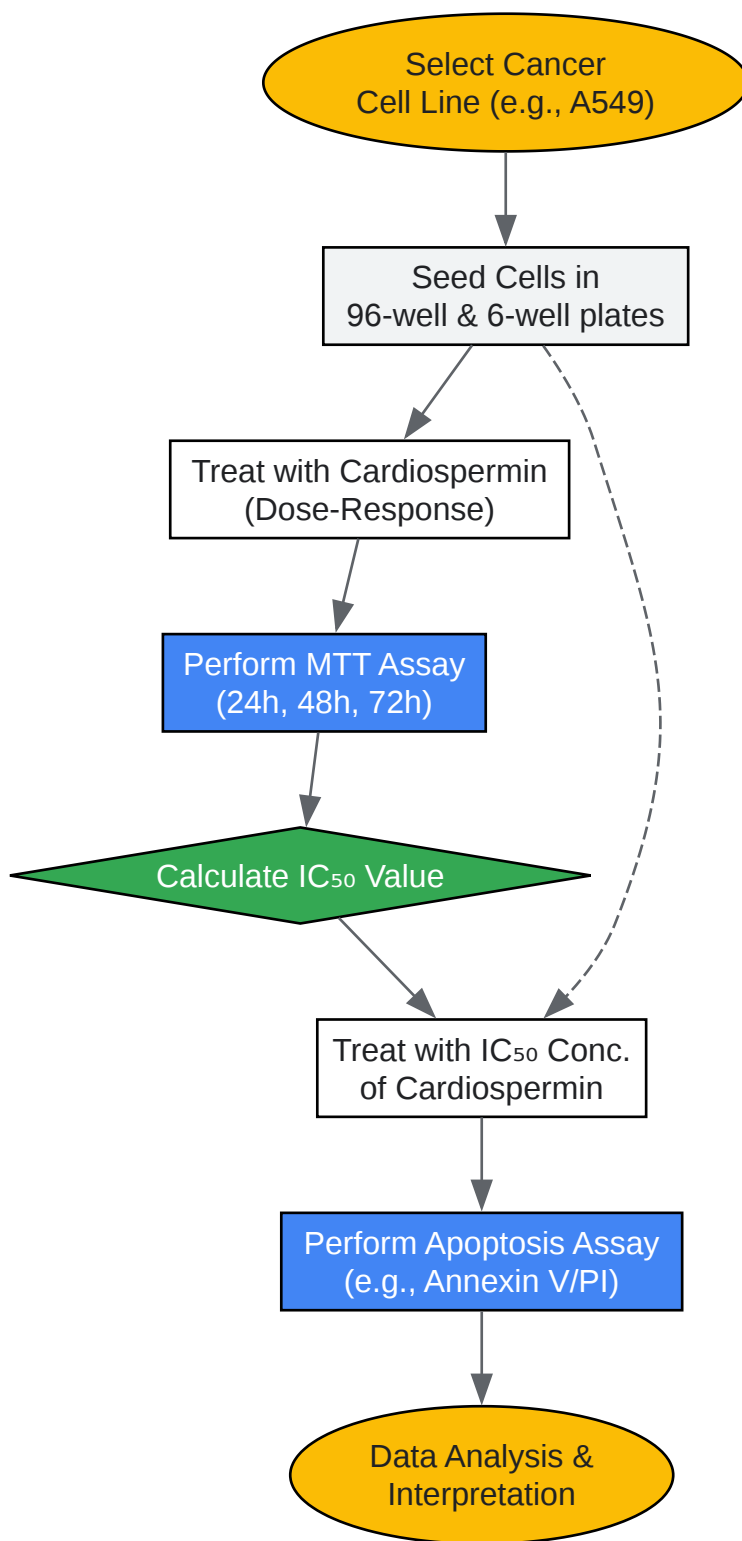 Select Cancer
Cell Line (e.g., A549)
Seed Cells in
96-well & 6-well plates
Treat with Cardiospermin
(Dose-Response)
Perform MTT Assay
(24h, 48h, 72h)
Calculate IC₅₀ Value
Treat with IC₅₀ Conc.
of Cardiospermin
Perform Apoptosis Assay
(e.g., Annexin V/PI)
Data Analysis &
Interpretation